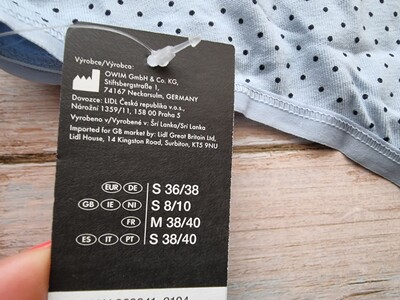 Výrobce/Výrobca:
OWIM GmbH & Co. KG,
Stiftsbergstraße 1,
74167 Neckarsulm, GERMANY
Dovozce: LIDL Česká republika v.o.s.,
Nárožní 1359/11, 158 00 Praha 5
Vyrobeno v/Vyrobené v: Šrí Lanka/Srí Lanka
Imported for GB market by: Lidl Great Britain Ltd,
Lidl House, 14 Kingston Road, Surbiton, KT5 9NU
EUR DE S 36/38
GB IE NI S 8/10
FR M 38/40
ES IT PT S 38/40